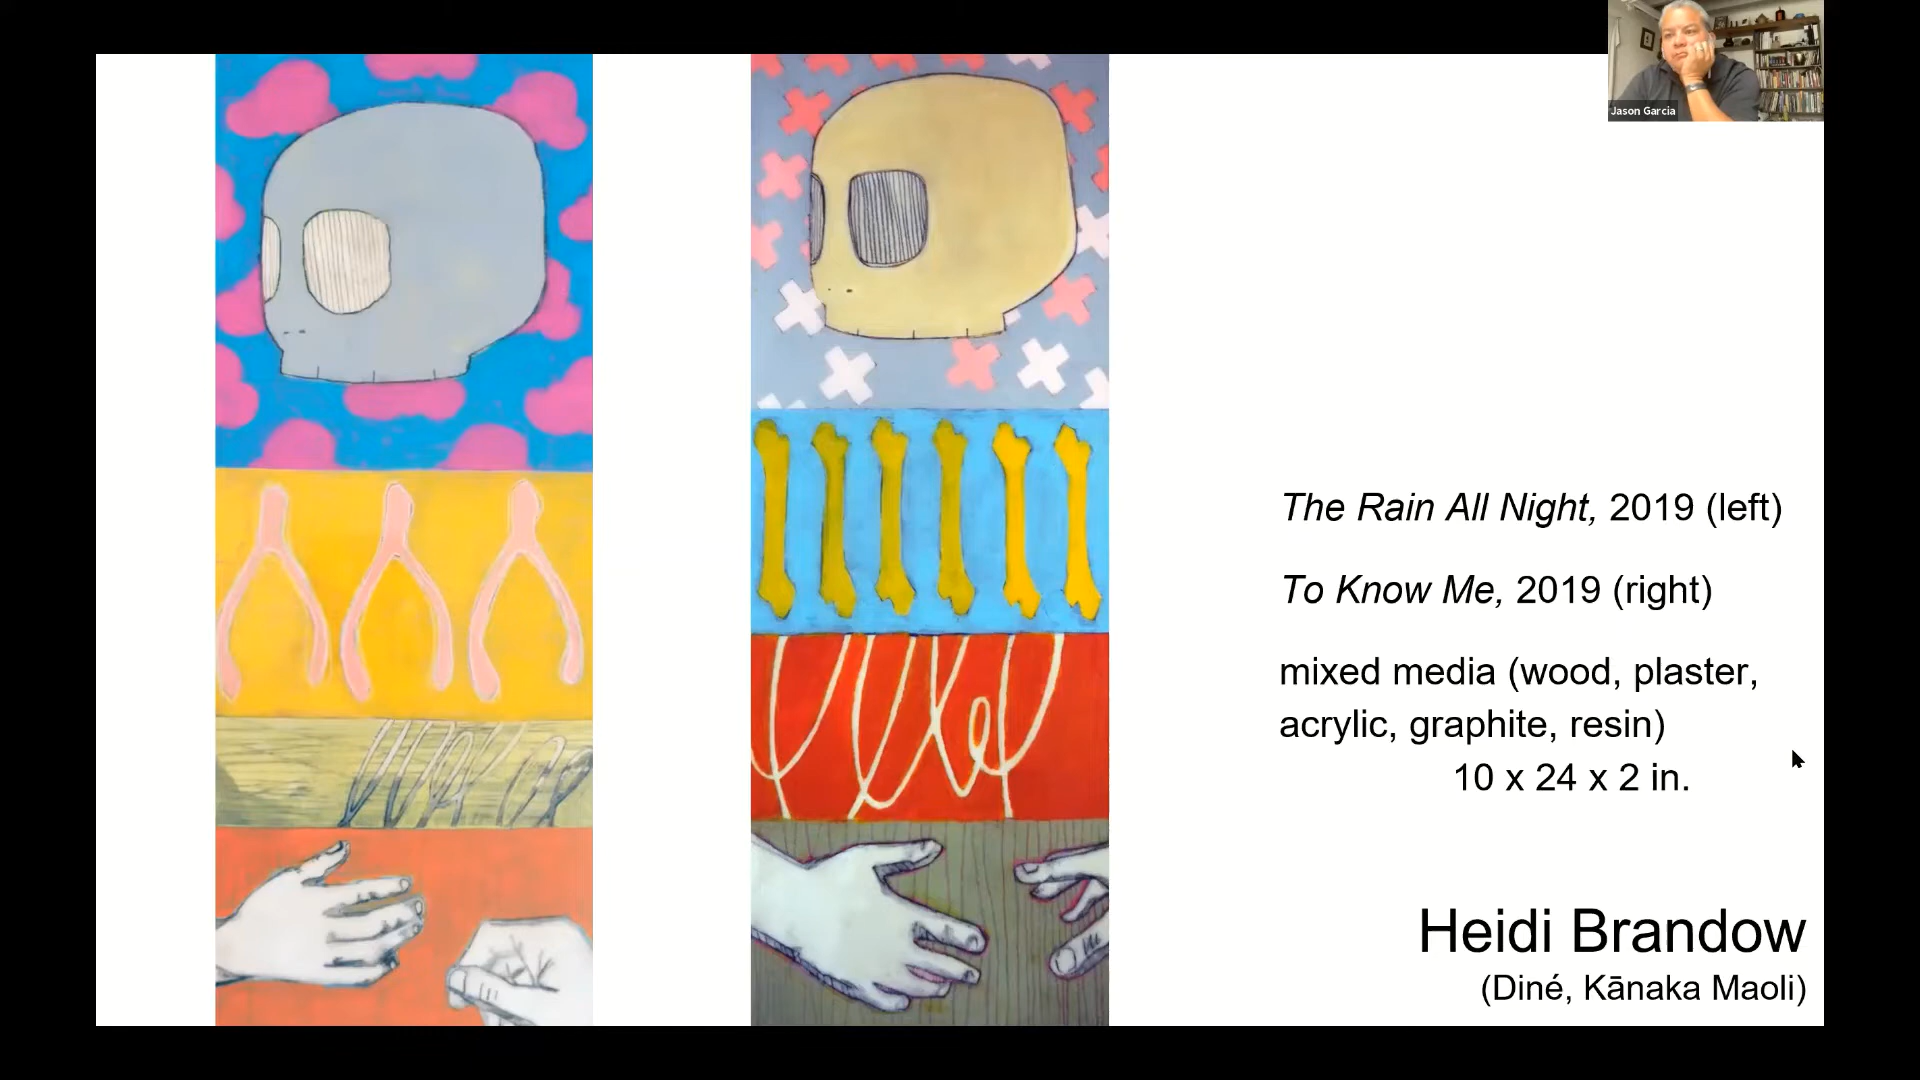 Jason Garcia
The Rain All Night, 2019 (left)
To Know Me, 2019 (right)
mixed media (wood, plaster,
acrylic, graphite, resin)
10 x 24 x 2 in.
Heidi Brandow
(Diné, Kānaka Maoli)